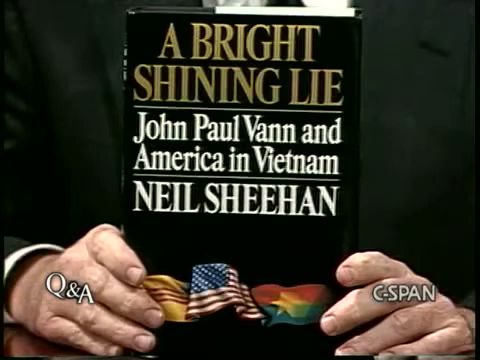 A BRIGHT
SHINING LIE
John Paul Vann and
America in Vietnam
NEIL SHEEHAN
Q&A
C-SPAN